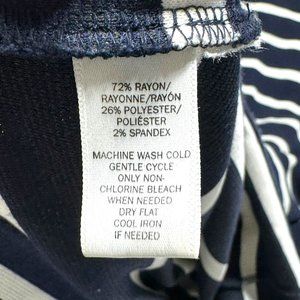 72% RAYON/
RAYONNE/RAYÓN
26% POLYESTER/
POLIÉSTER
2% SPANDEX
MACHINE WASH COLD
GENTLE CYCLE
ONLY NON-
CHLORINE BLEACH
WHEN NEEDED
DRY FLAT
COOL IRON
IF NEEDED